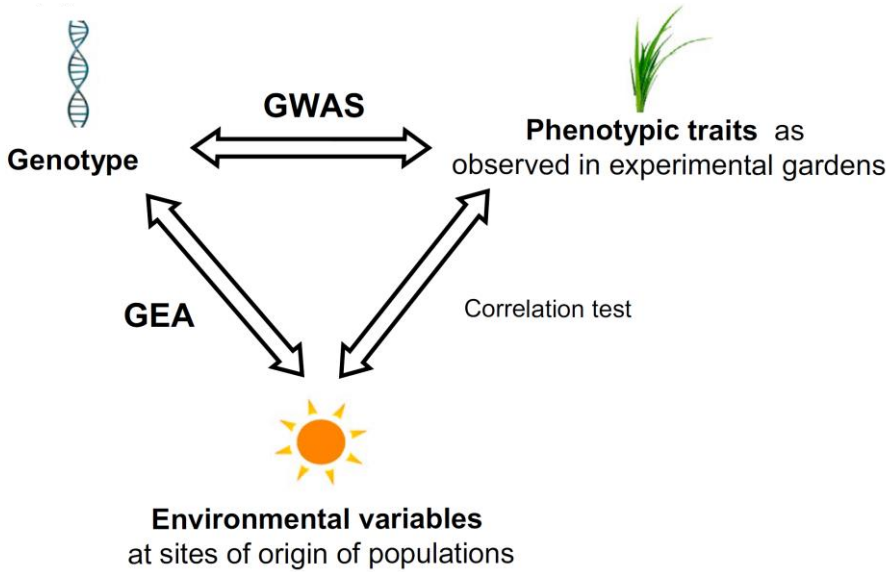 GWAS
Genotype
Phenotypic traits as
observed in experimental gardens
GEA
Correlation test
Environmental variables
at sites of origin of populations